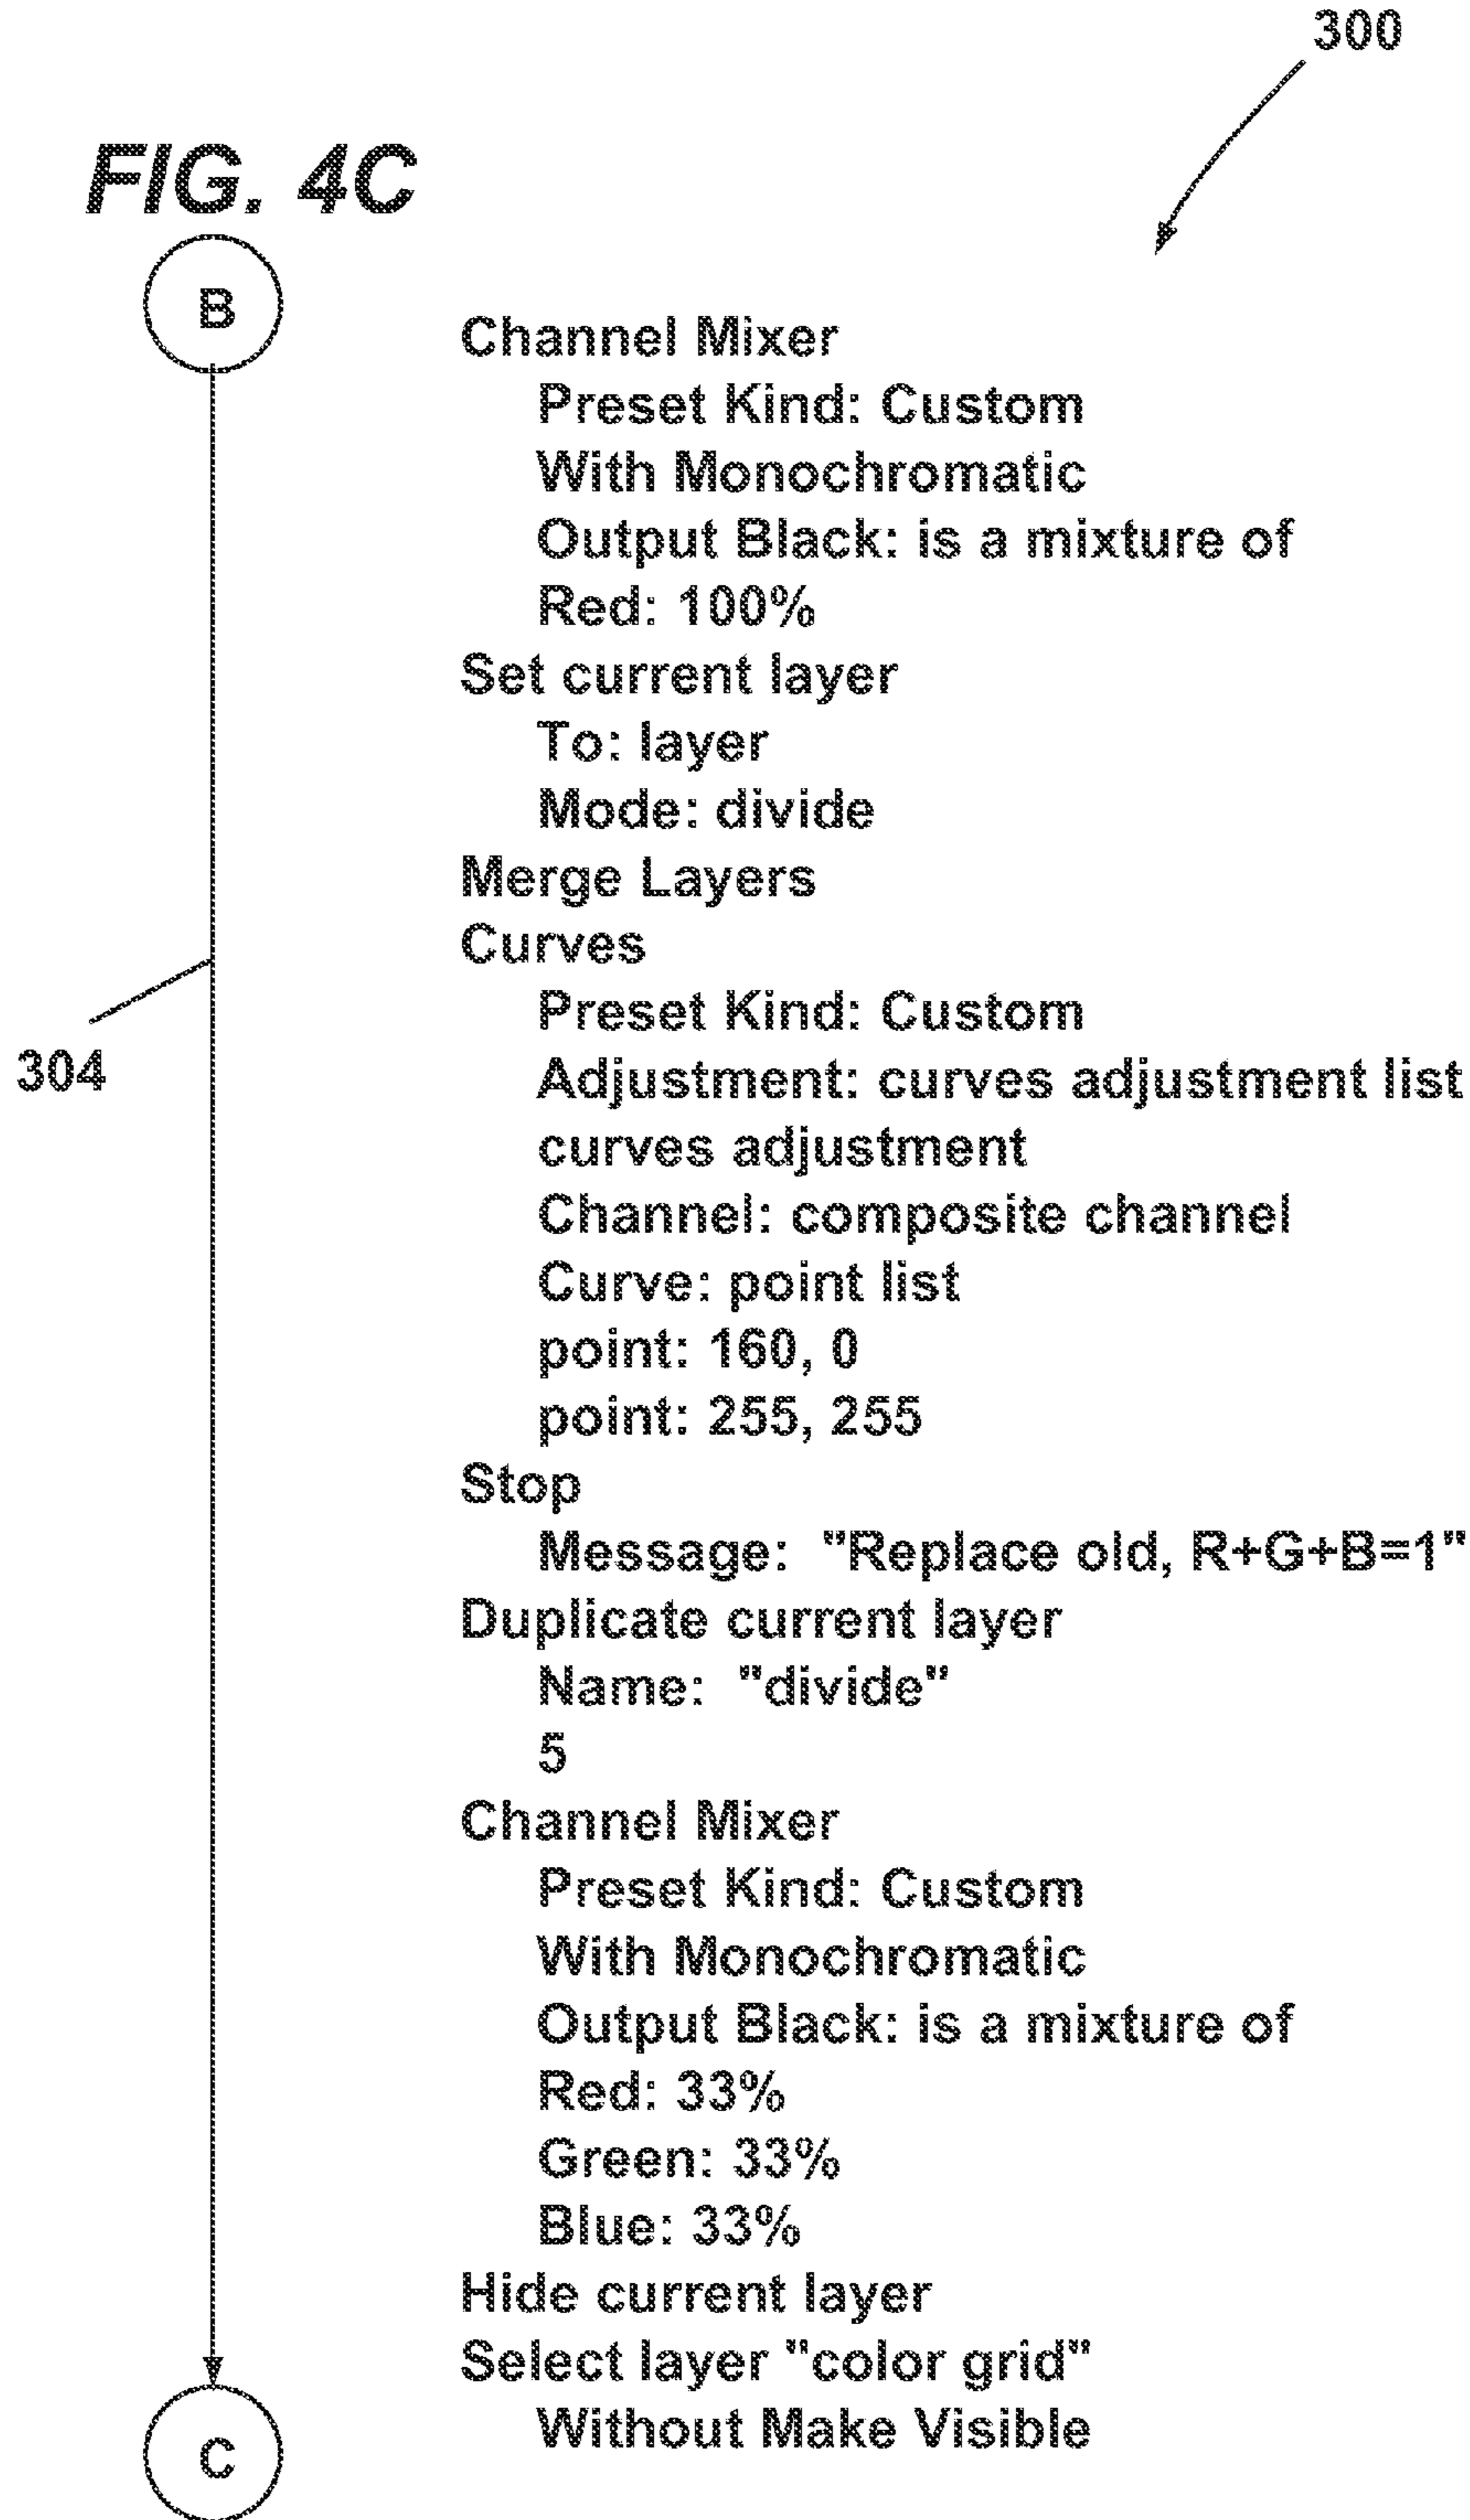 300
FIG. 4C
B
Channel Mixer
Preset Kind: Custom
With Monochromatic
Output Black: is a mixture of
Red: 100%
Set current layer
To: layer
Mode: divide
Merge Layers
Curves
Preset Kind: Custom
304
Adjustment: curves adjustment list
curves adjustment
Channel: composite channel
Curve: point list
point: 160, 0
point: 255, 255
Stop
Message: "Replace old, R+G+B=1"
Duplicate current layer
Name: "divide"
5
Channel Mixer
Preset Kind: Custom
With Monochromatic
Output Black: is a mixture of
Red: 33%
Green: 33%
Blue: 33%
Hide current layer
Select layer "color grid"
Without Make Visible
C